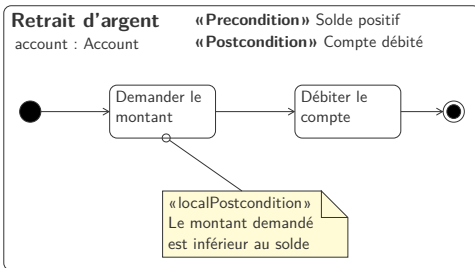 Retrait d'argent «Precondition» Solde positif
account : Account «Postcondition» Compte débité
Demander le
montant
Débiter le
compte
«localPostcondition»
Le montant demandé
est inférieur au solde